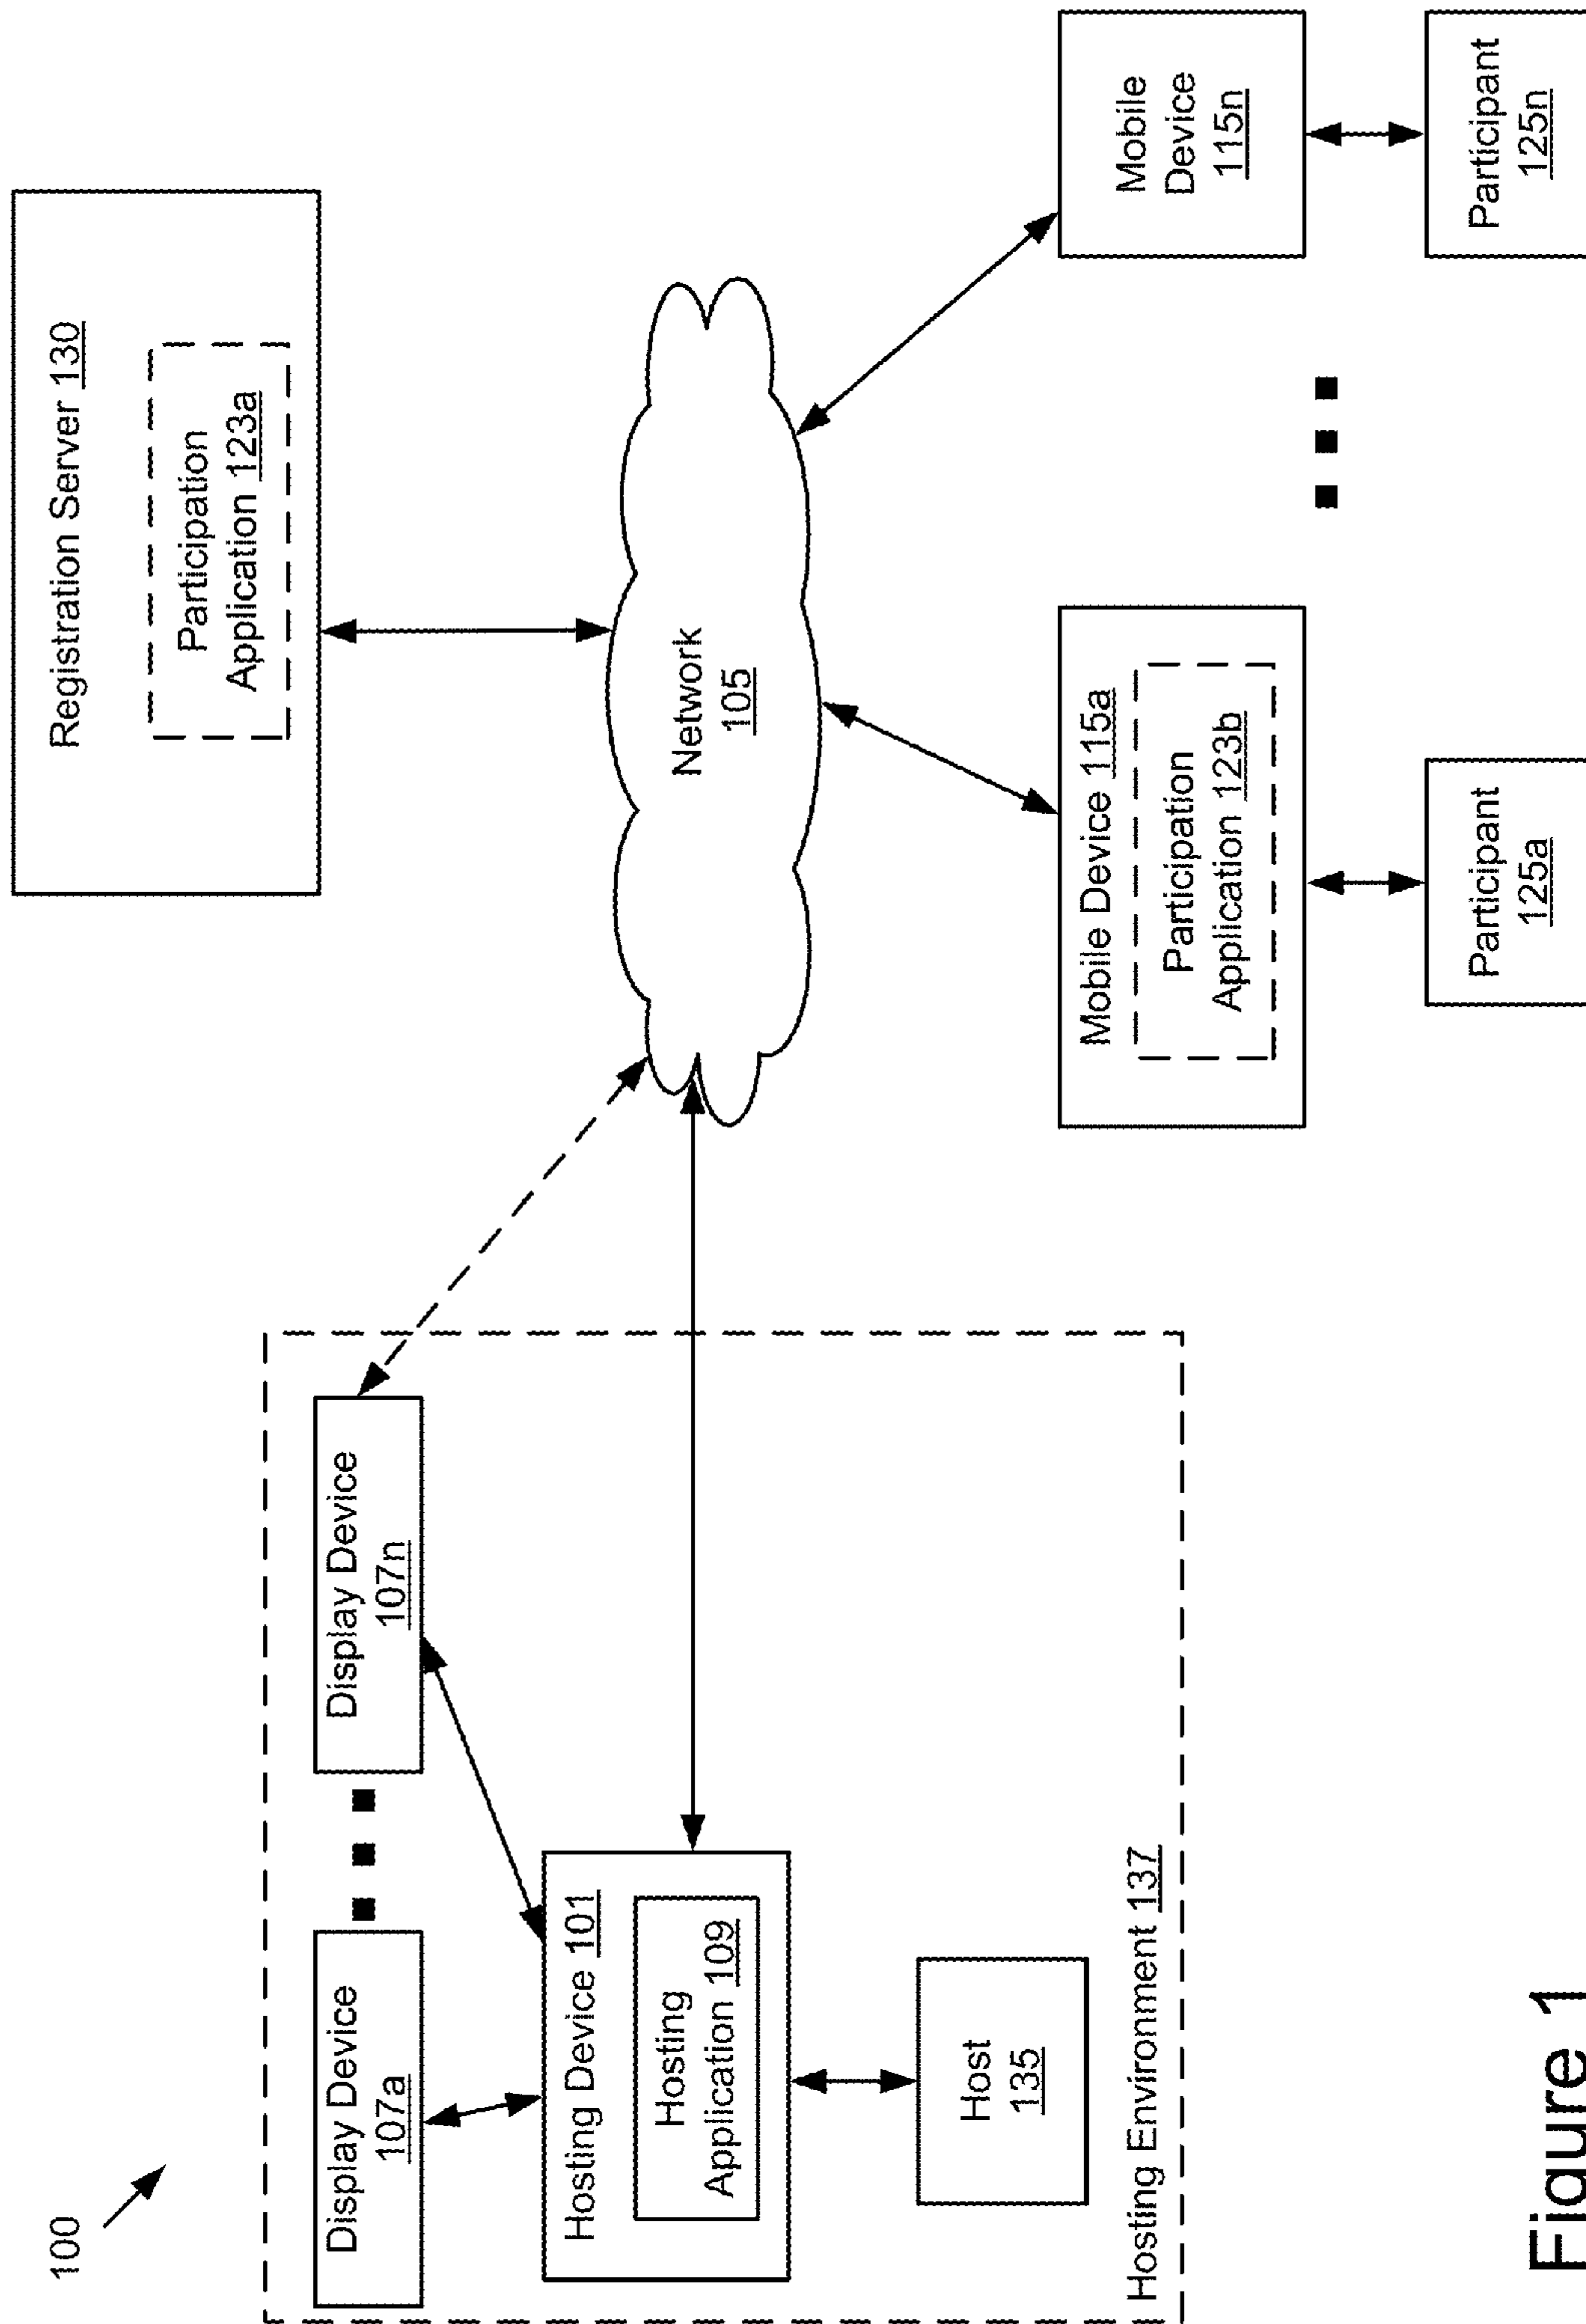 100
Display Device
107a
Display Device
107n
Hosting Device 101
Hosting
Application 109
Host
135
Hosting Environment 137
Registration Server 130
Participation
Application 123a
Network
105
Mobile Device 115a
Participation
Application 123b
Participant
125a
Mobile
Device
115n
Participant
125n
Figure 1